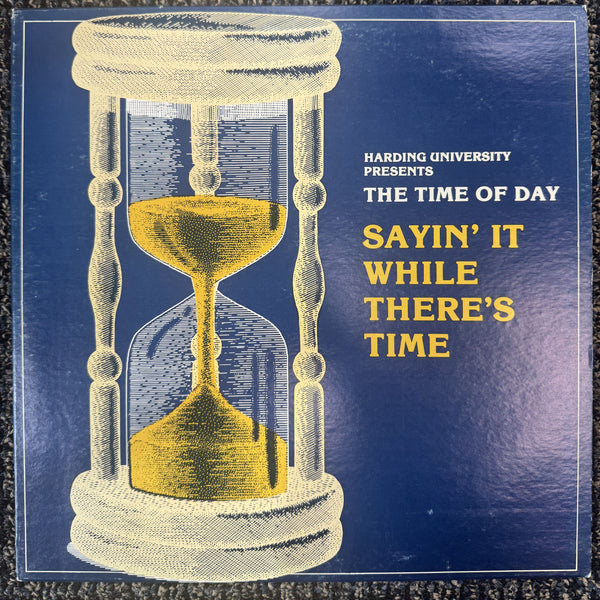 HARDING UNIVERSITY
PRESENTS
THE TIME OF DAY
SAYIN' IT
WHILE
THERE'S
TIME